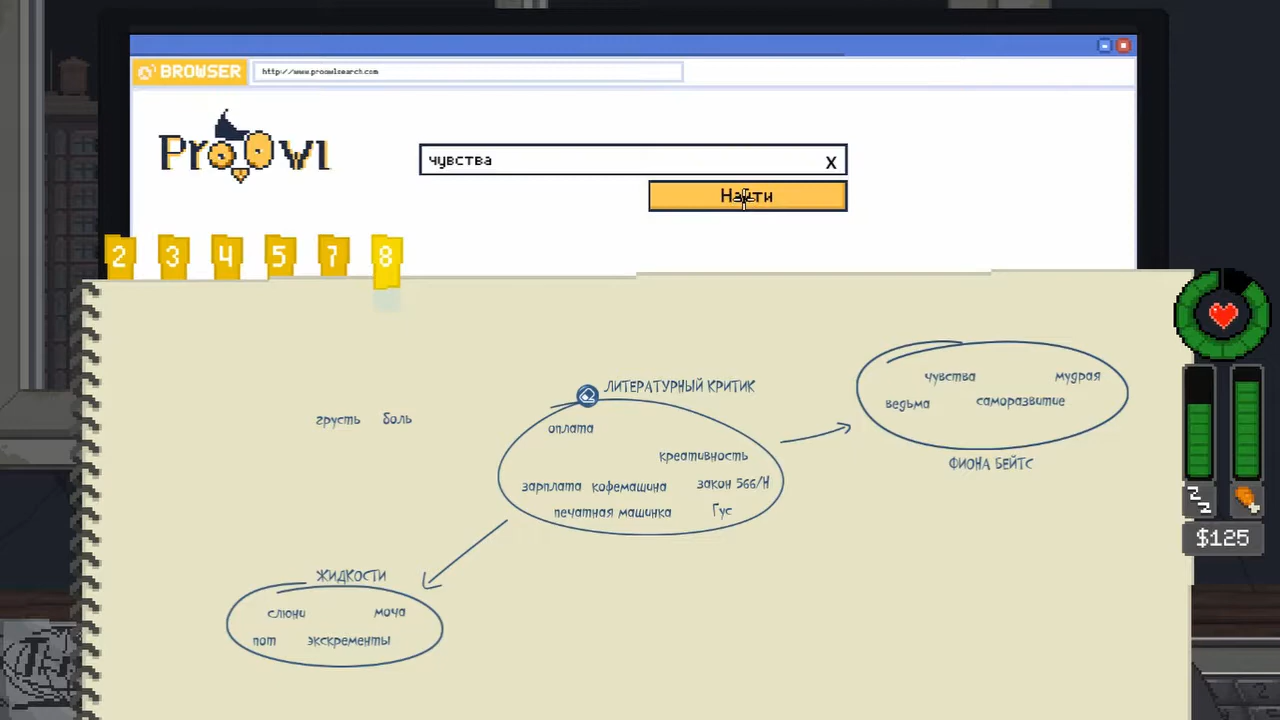 BROWSER
http://www.proowlsearch.com
PrOOwl
чувства X
Найти
2 3 4 5 7 8
ЛИТЕРАТУРНЫЙ КРИТИК
чувства мудрая
ведьма саморазвитие
ФИОНА БЕЙТС
грусть боль
оплата
креативность
зарплата кофемашина закон 566/Н
печатная машинка Гус
ЖИДКОСТИ
слюни моча
пот экскременты
$125